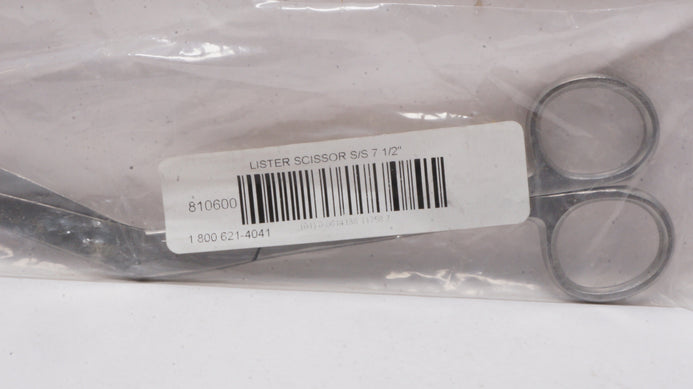 LISTER SCISSOR S/S 7 1/2"
810600
1 800 621-4041